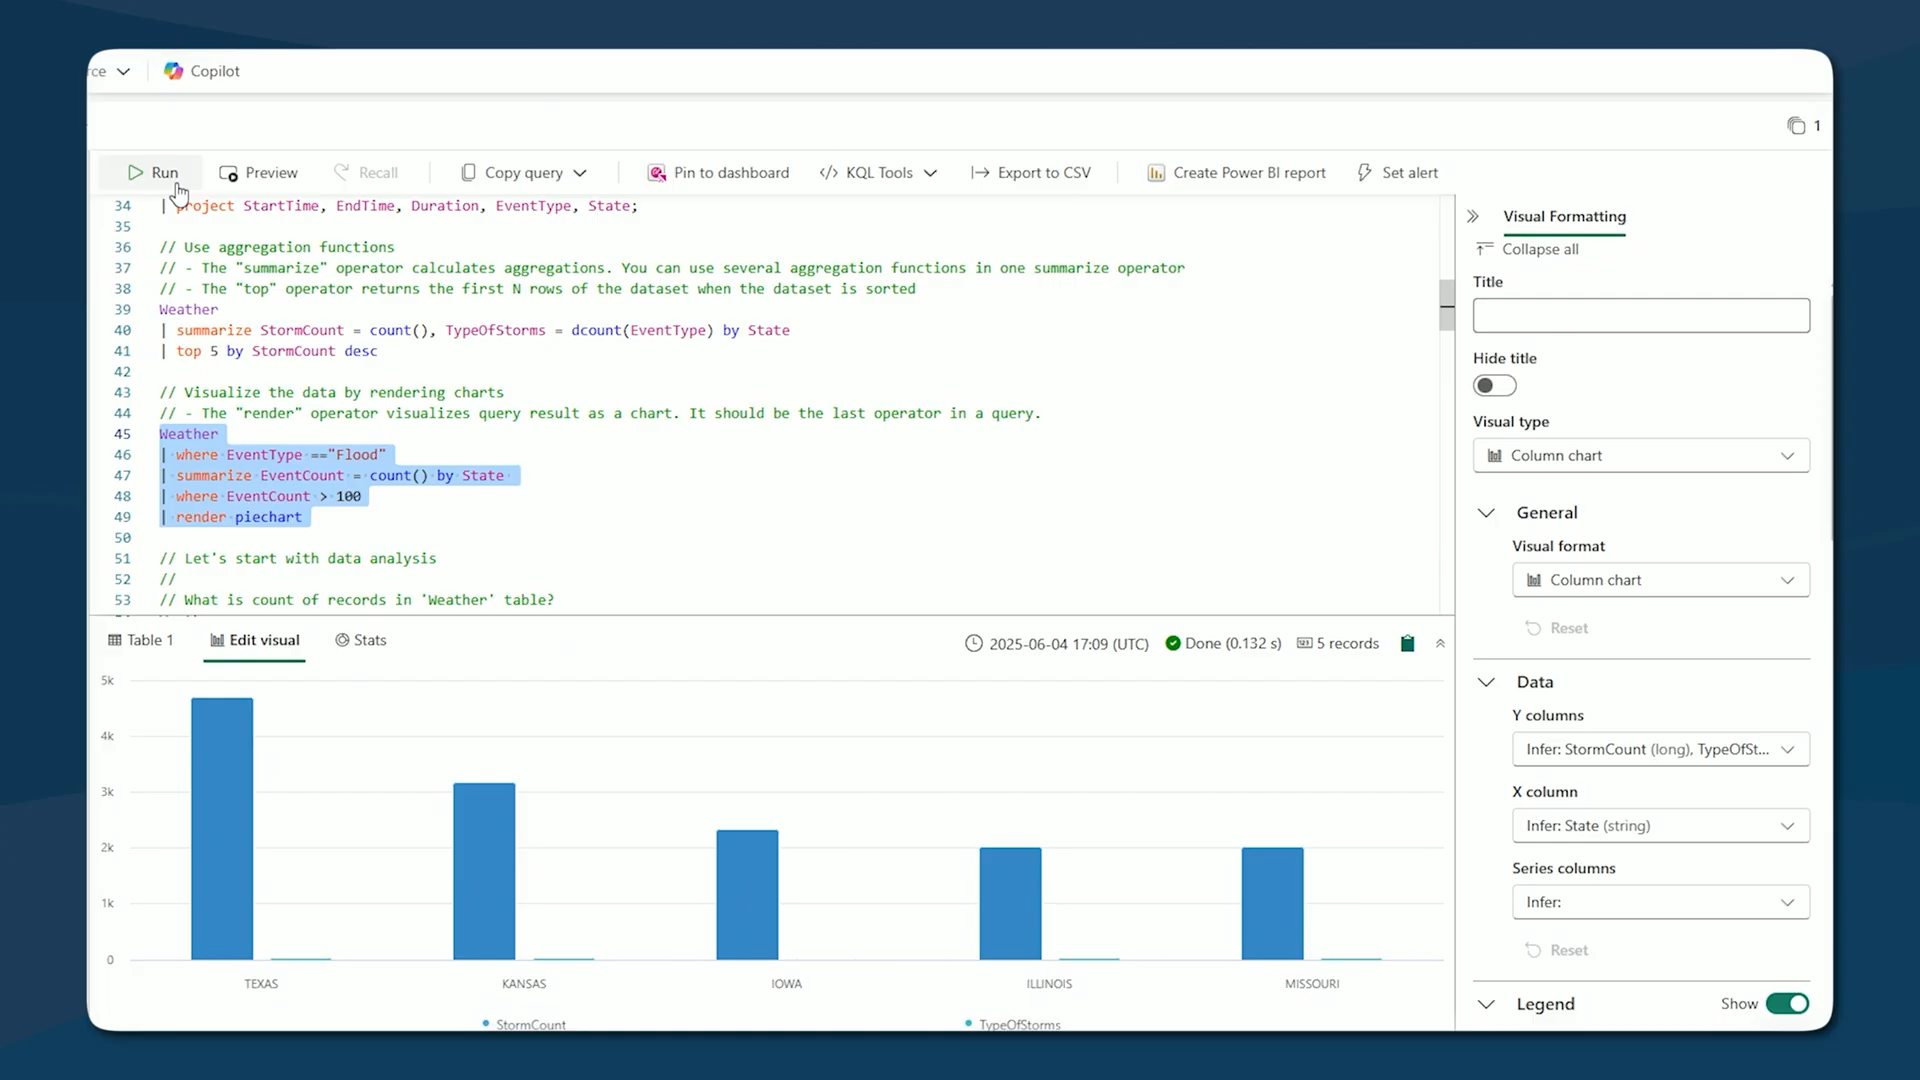 rce
Copilot
1
Run
Preview
Recall
Copy query
Pin to dashboard
KQL Tools
Export to CSV
Create Power BI report
Set alert
34 | project StartTime, EndTime, Duration, EventType, State;
35
36 // Use aggregation functions
37 // - The "summarize" operator calculates aggregations. You can use several aggregation functions in one summarize operator
38 // - The "top" operator returns the first N rows of the dataset when the dataset is sorted
39 Weather
40 | summarize StormCount = count(), TypeOfStorms = dcount(EventType) by State
41 | top 5 by StormCount desc
42
43 // Visualize the data by rendering charts
44 // - The "render" operator visualizes query result as a chart. It should be the last operator in a query.
45 Weather
46 | where EventType =="Flood"
47 | summarize EventCount = count() by State
48 | where EventCount > 100
49 | render piechart
50
51 // Let's start with data analysis
52 //
53 // What is count of records in 'Weather' table?
Table 1
Edit visual
Stats
2025-06-04 17:09 (UTC)
Done (0.132 s)
5 records
5k
4k
3k
2k
1k
0
TEXAS
KANSAS
IOWA
ILLINOIS
MISSOURI
StormCount
TypeOfStorms
Visual Formatting
Collapse all
Title
Hide title
Visual type
Column chart
General
Visual format
Column chart
Reset
Data
Y columns
Infer: StormCount (long), TypeOfSt...
X column
Infer: State (string)
Series columns
Infer:
Reset
Legend
Show